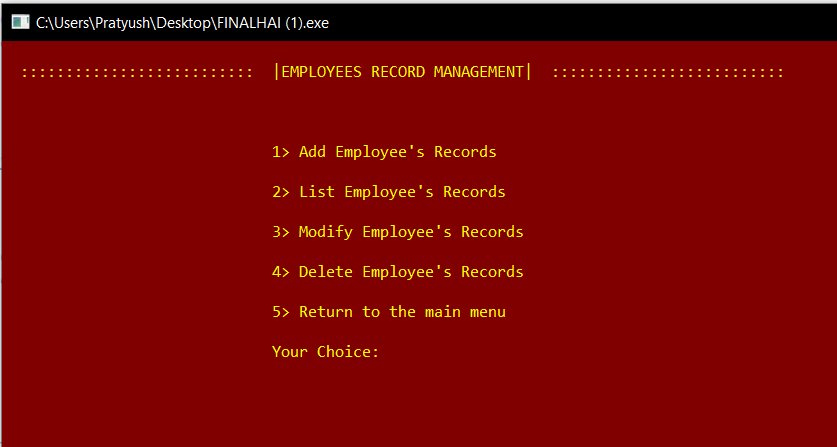 C:\Users\Pratyush\Desktop\FINALHAI (1).exe
:::::::::::::::::::::::::: |EMPLOYEES RECORD MANAGEMENT| ::::::::::::::::::::::::::
1> Add Employee's Records
2> List Employee's Records
3> Modify Employee's Records
4> Delete Employee's Records
5> Return to the main menu
Your Choice: